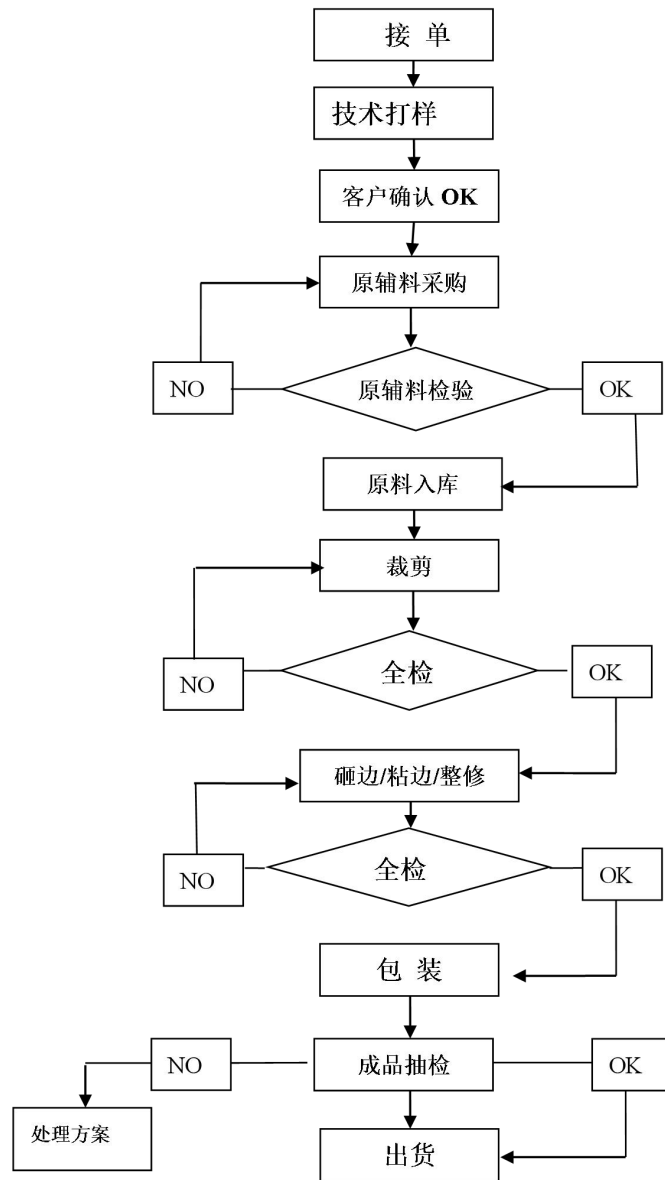 接 单
技术打样
客户确认 OK
原辅料采购
NO
原辅料检验
OK
原料入库
裁剪
NO
全检
OK
砸边/粘边/整修
NO
全检
OK
包 装
NO
成品抽检
OK
处理方案
出货